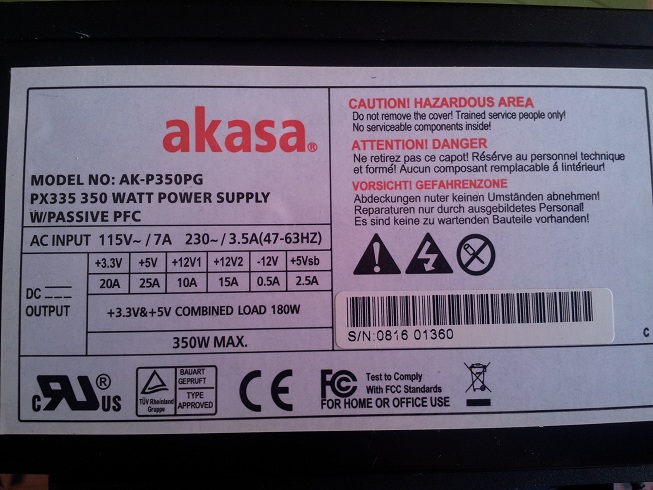 akasa®
MODEL NO: AK-P350PG
PX335 350 WATT POWER SUPPLY
W/PASSIVE PFC
AC INPUT 115V~/7A 230~/3.5A(47-63HZ)
DC OUTPUT
+3.3V +5V +12V1 +12V2 -12V +5Vsb
20A 25A 10A 15A 0.5A 2.5A
+3.3V&+5V COMBINED LOAD 180W
350W MAX.
CAUTION! HAZARDOUS AREA
Do not remove the cover! Trained service people only!
No serviceable components inside!
ATTENTION! DANGER
Ne retirez pas ce capot! Résérve au personnel technique
et formé! Aucun composant remplacable á lintérieur!
VORSICHT! GEFAHRENZONE
Abdeckungen nuter keinen Umständen abnehmen!
Reparaturen nur durch ausgebildetes Personal!
Es sind keine zu wartenden Bauteile vorhanden!
S/N:0816 01360
C
C RU ® US
TÜV Rheinland
Gruppe
BAUART
GEPRUFT
TYPE
APPROVED
CE
FC Test to Comply
With FCC Standards
FOR HOME OR OFFICE USE